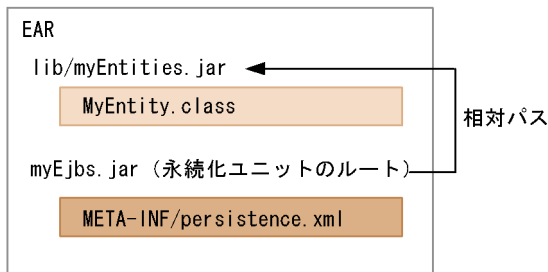 EAR
lib/myEntities.jar
MyEntity.class
相対パス
myEjbs.jar（永続化ユニットのルート）
META-INF/persistence.xml